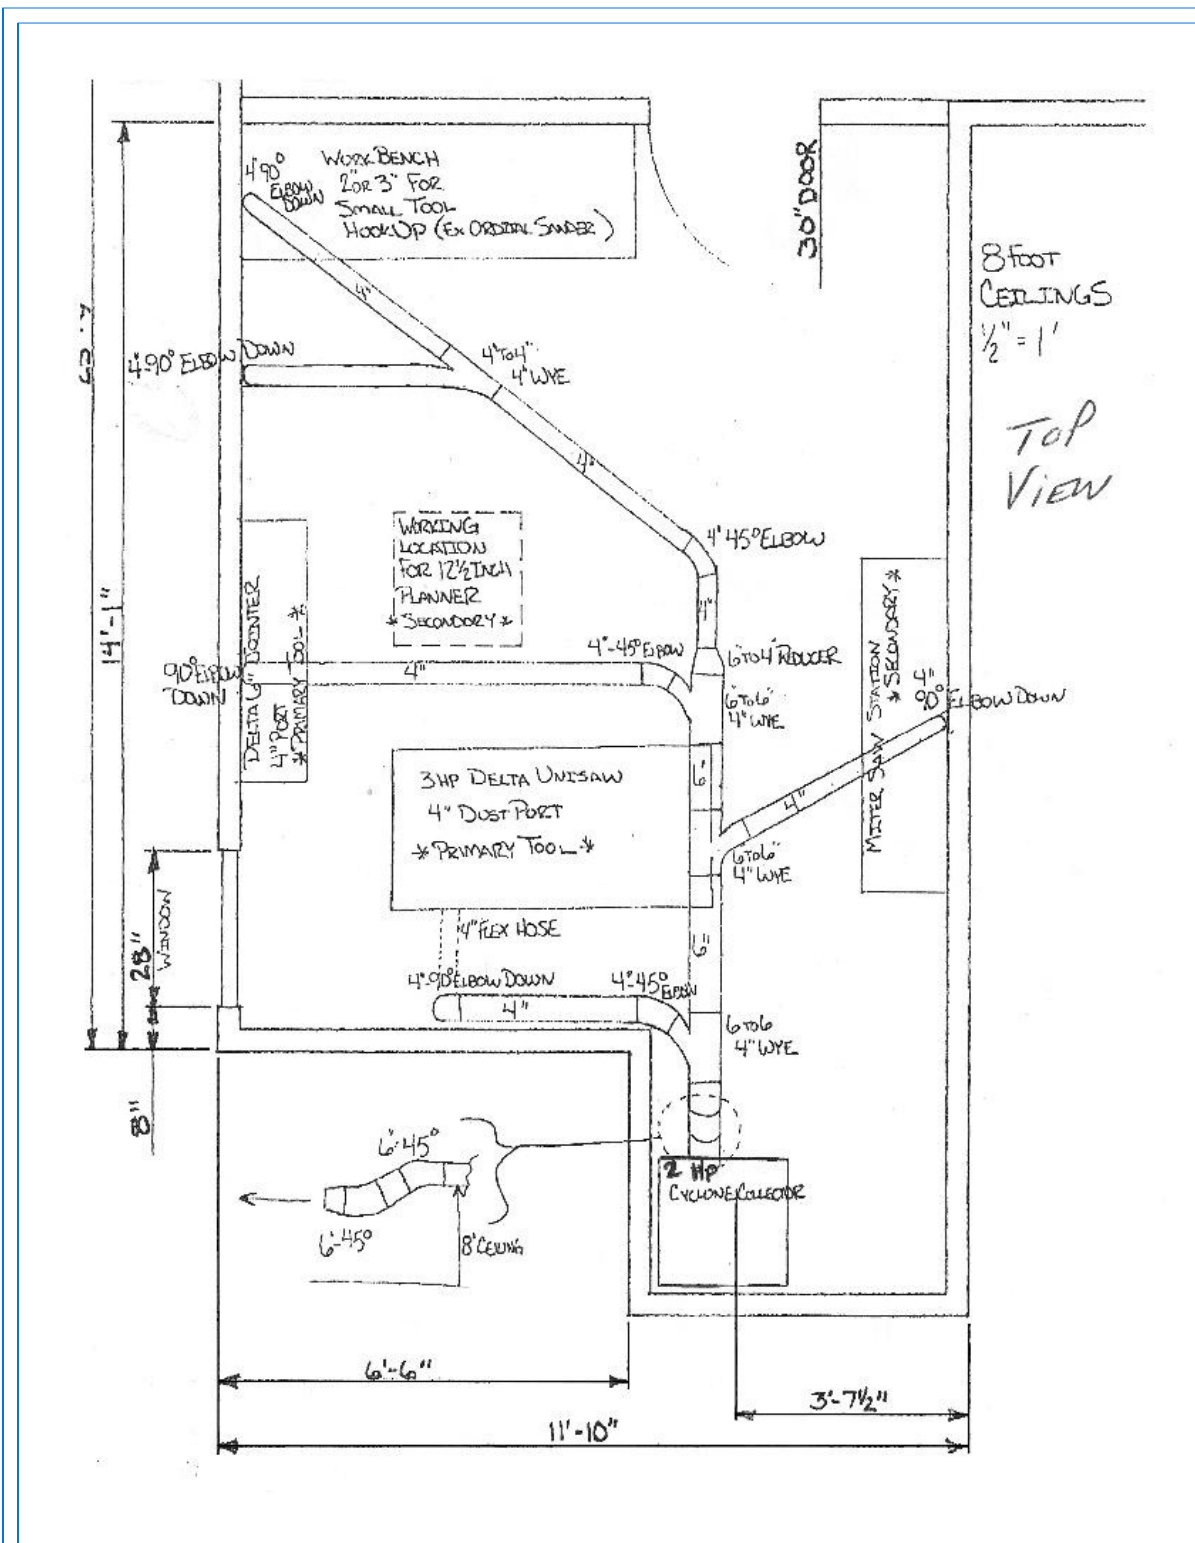 4"90°
ELBOW
DOWN
WORKBENCH
2"OR 3" FOR
SMALL TOOL
HOOKUP (EX ORDITAL SANDER)
30" DOOR
8 FOOT
CEILINGS
1/2" = 1'
TOP
VIEW
4"
4"-90° ELBOW DOWN
4" TO 4"
4" WYE
4"
WORKING
LOCATION
FOR 12 1/2 INCH
PLANNER
* SECONDORY *
4" 45° ELBOW
14'-1"
DELTA 6" JOINTER
4" PORT
* PRIMARY TOOL *
90° ELBOW
DOWN
4"
4"-45° ELBOW
4"
6" TO 4" REDUCER
6" TO 6"
4" WYE
MITER SAW STATION
* SECONDARY *
4"
90° ELBOW DOWN
3HP DELTA UNISAW
4" DUST PORT
* PRIMARY TOOL *
6"
4"
6" TO 6"
4" WYE
28"
WINDOW
4" FLEX HOSE
6"
4"-90° ELBOW DOWN
4"-45°
ELBOW
4"
6 TO 6
4" WYE
8"
6"-45°
6"-45°
8' CEILING
2 HP
CYCLONE COLLECTOR
6'-6"
3'-7 1/2"
11'-10"